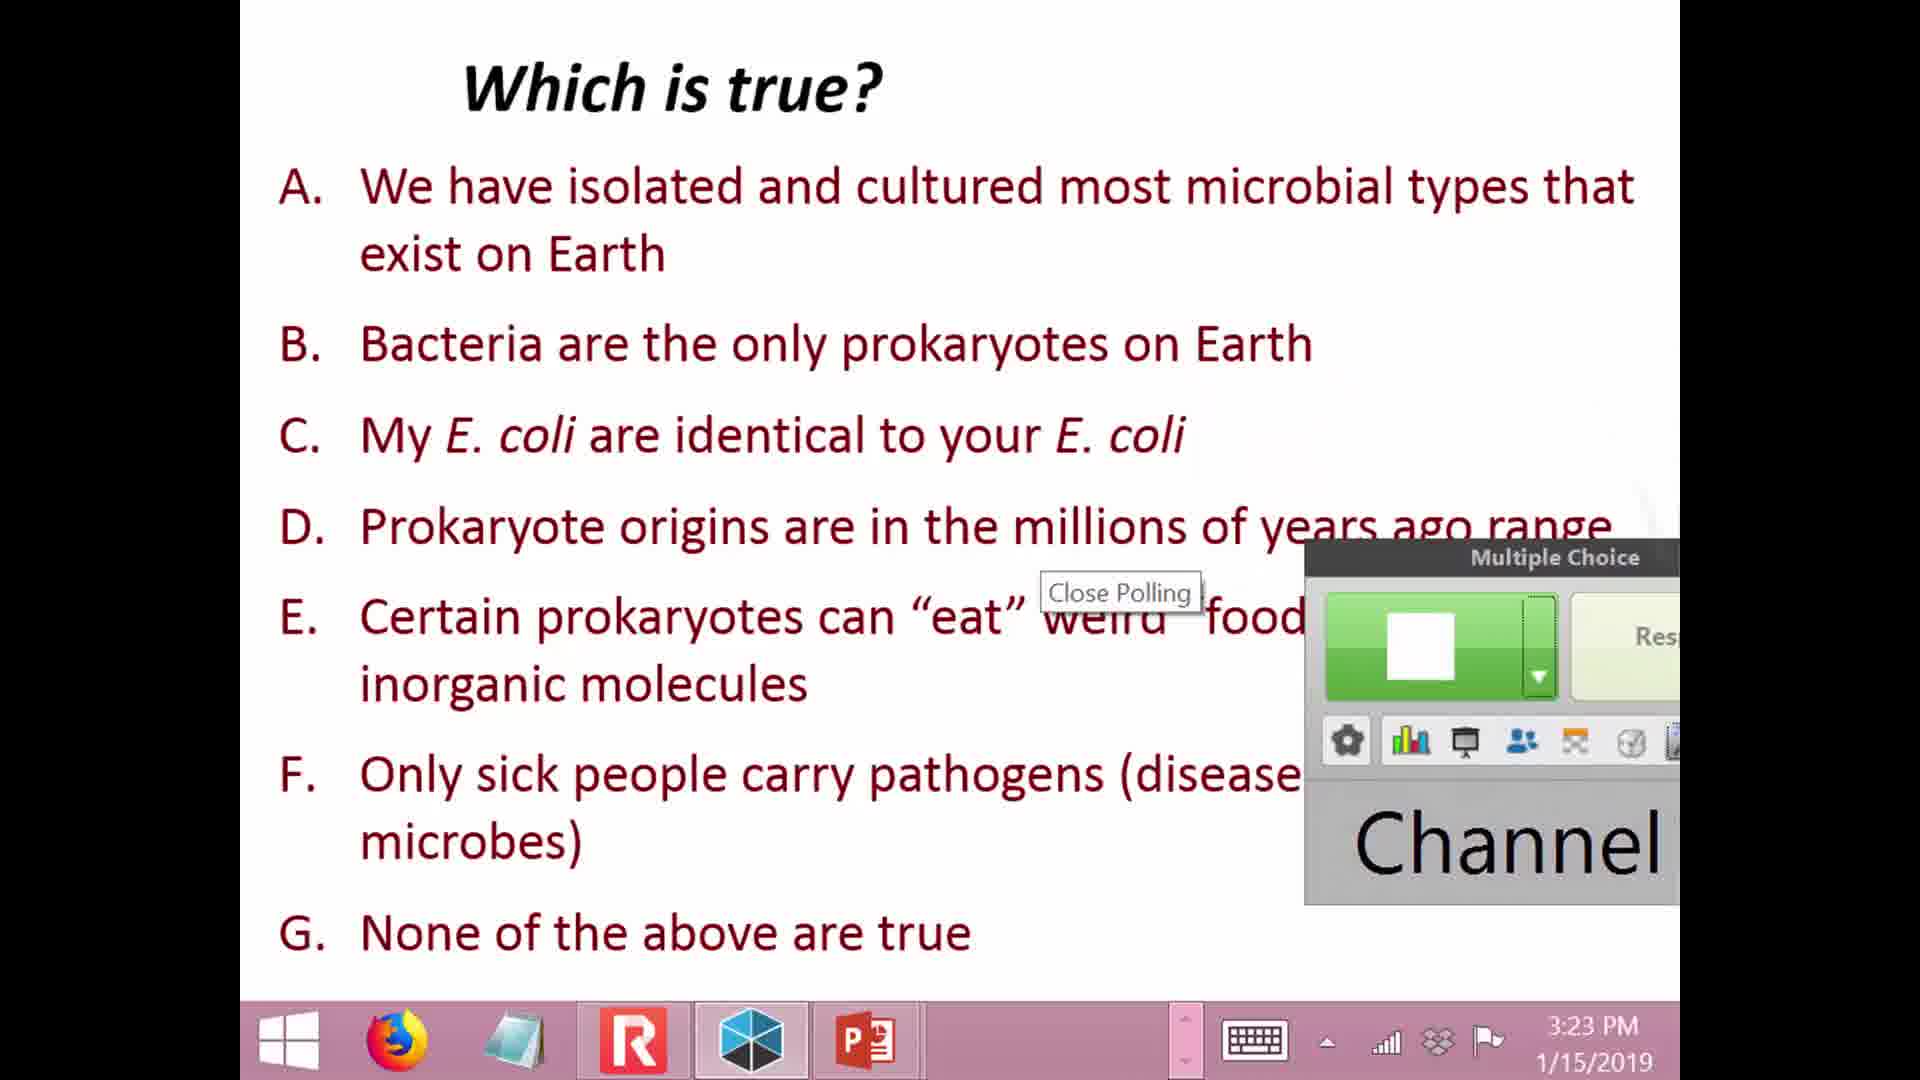 Which is true?
A. We have isolated and cultured most microbial types that
exist on Earth
B. Bacteria are the only prokaryotes on Earth
C. My E. coli are identical to your E. coli
D. Prokaryote origins are in the millions of years ago range
Multiple Choice
Close Polling
E. Certain prokaryotes can “eat” weird food
Res
inorganic molecules
F. Only sick people carry pathogens (disease
microbes)
Channel
G. None of the above are true
3:23 PM
1/15/2019